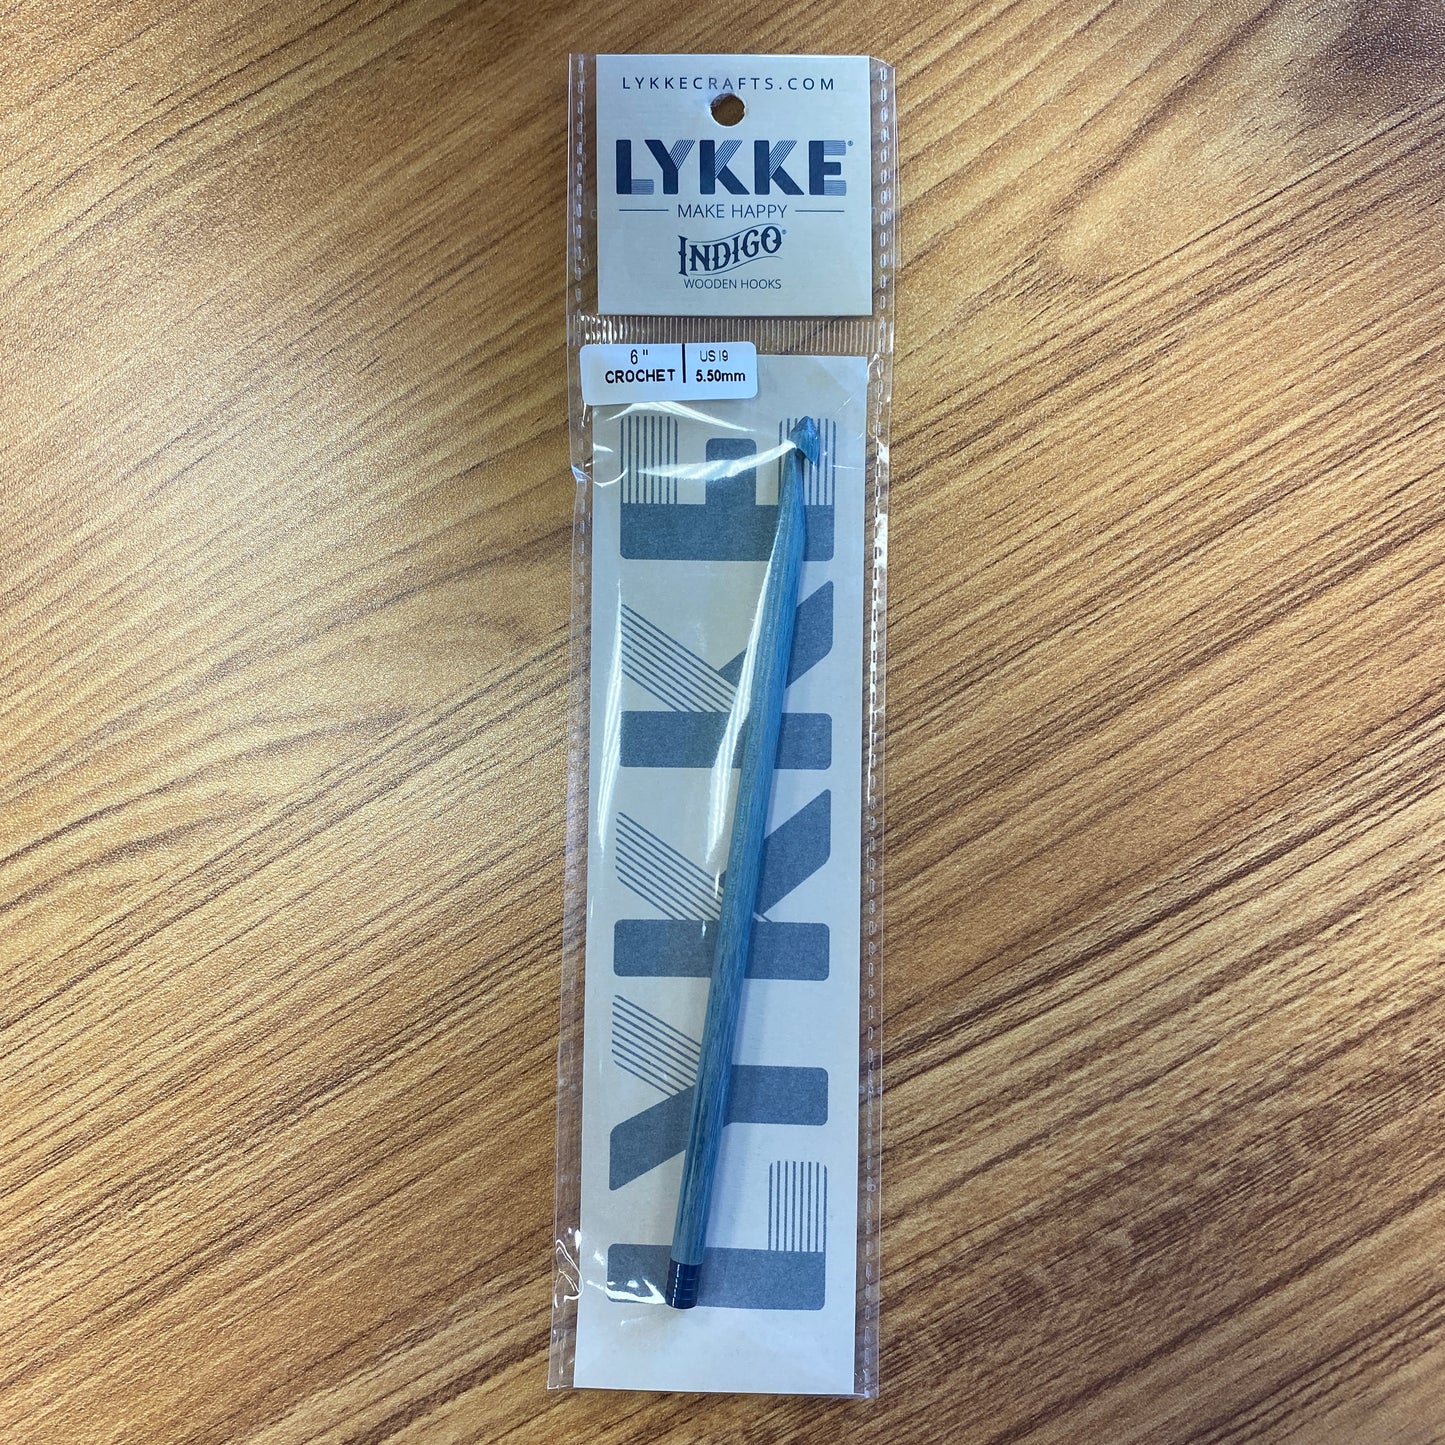 LYKKECRAFTS.COM
LYKKE®
MAKE HAPPY
INDIGO®
WOODEN HOOKS
6" CROCHET
US I9 5.50mm
LYKKE